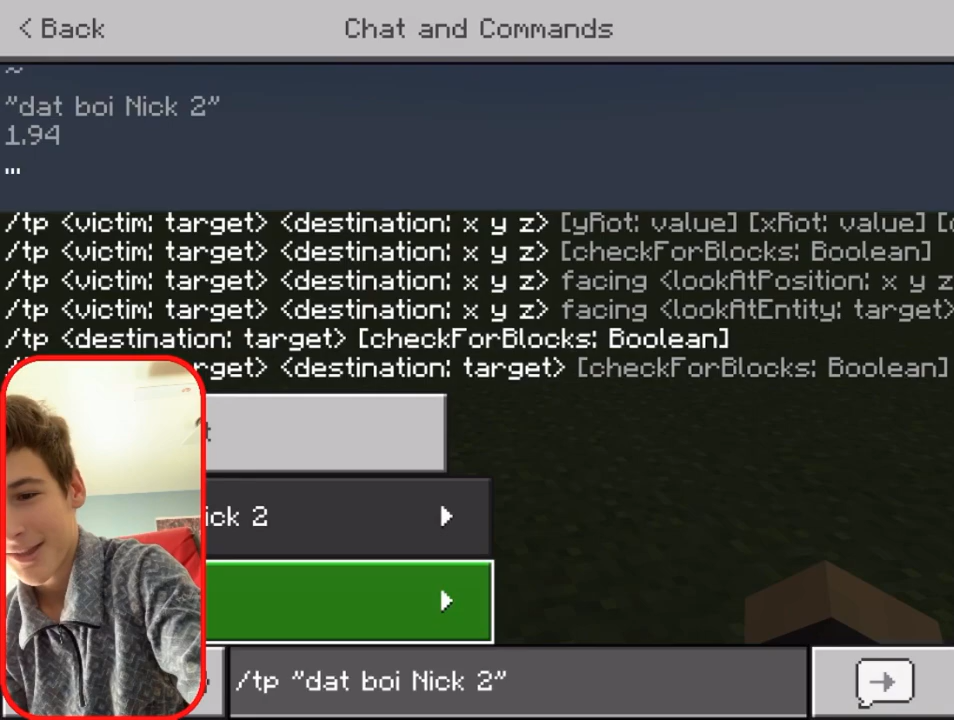 < Back
Chat and Commands
~
"dat boi Nick 2"
1.94
/tp <victim: target> <destination: x y z> [yRot: value] [xRot: value]
/tp <victim: target> <destination: x y z> [checkForBlocks: Boolean]
/tp <victim: target> <destination: x y z> facing <lookAtPosition: x y z
/tp <victim: target> <destination: x y z> facing <lookAtEntity: target>
/tp <destination: target> [checkForBlocks: Boolean]
<destination: target> [checkForBlocks: Boolean]
2
/tp "dat boi Nick 2"